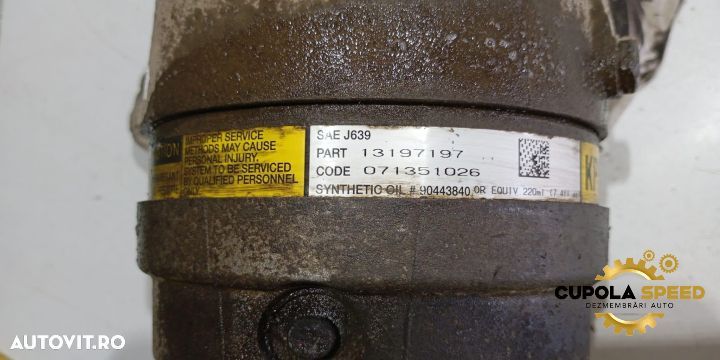 IMPROPER SERVICE
METHODS MAY CAUSE
PERSONAL INJURY.
SYSTEM TO BE SERVICED
BY QUALIFIED PERSONNEL
ONLY
SAE J639
PART 13197197
CODE 071351026
SYNTHETIC OIL # 90443840 OR EQUIV 220ml
CUPOLA SPEED
DEZMEMBRĂRI AUTO
AUTOVIT.RO